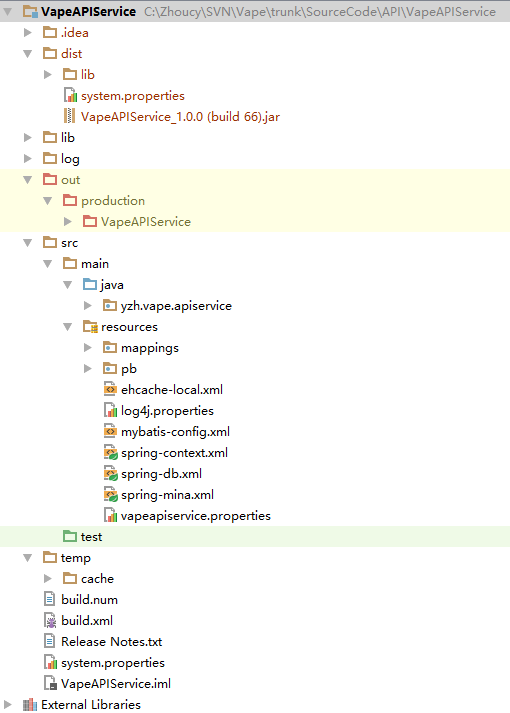 VapeAPIService C:\Zhoucy\SVN\Vape\trunk\SourceCode\API\VapeAPIService
.idea
dist
lib
system.properties
VapeAPIService_1.0.0 (build 66).jar
lib
log
out
production
VapeAPIService
src
main
java
yzh.vape.apiservice
resources
mappings
pb
ehcache-local.xml
log4j.properties
mybatis-config.xml
spring-context.xml
spring-db.xml
spring-mina.xml
vapeapiservice.properties
test
temp
cache
build.num
build.xml
Release Notes.txt
system.properties
VapeAPIService.iml
External Libraries